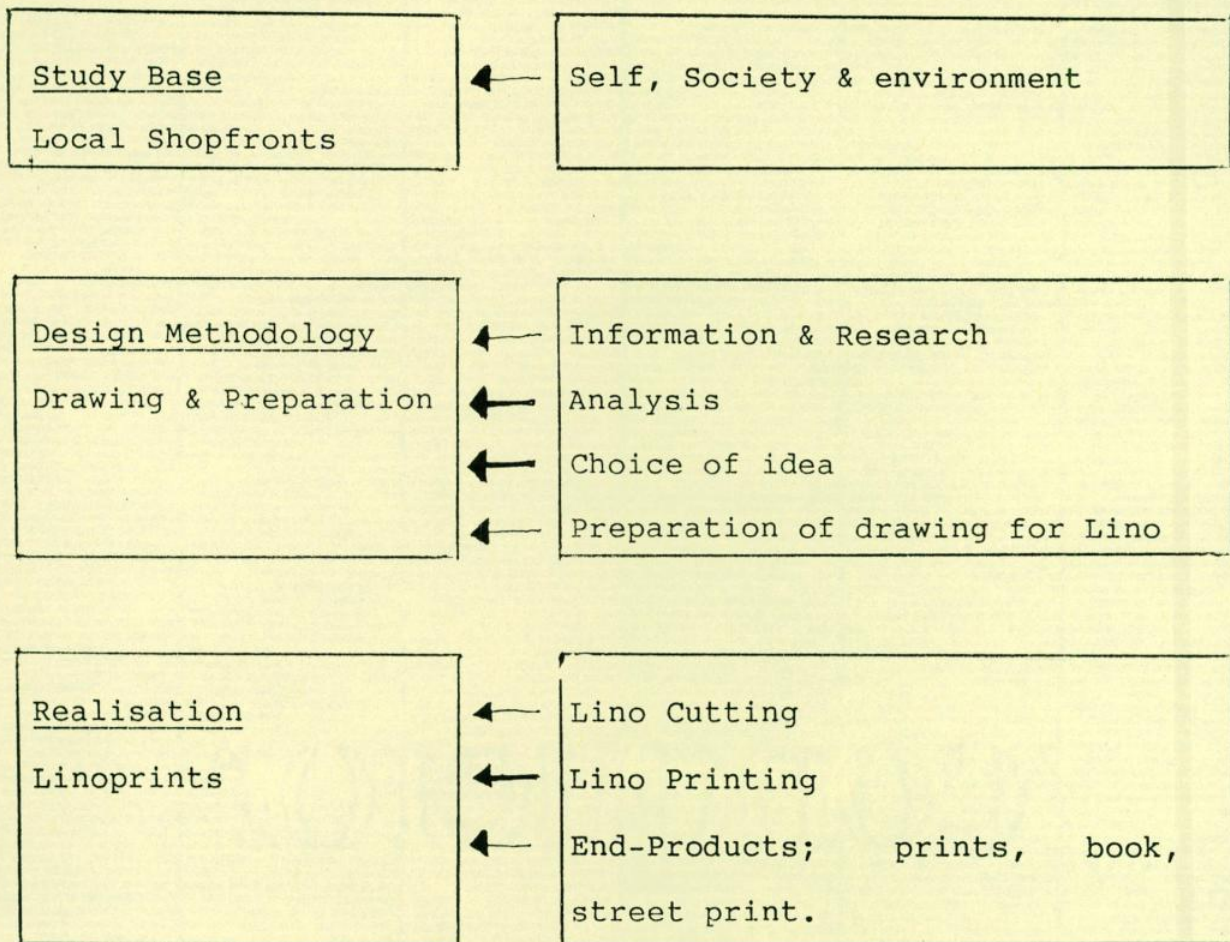 Study Base
Local Shopfronts
Self, Society & environment
Design Methodology
Drawing & Preparation
Information & Research
Analysis
Choice of idea
Preparation of drawing for Lino
Realisation
Linoprints
Lino Cutting
Lino Printing
End-Products; prints, book,
street print.